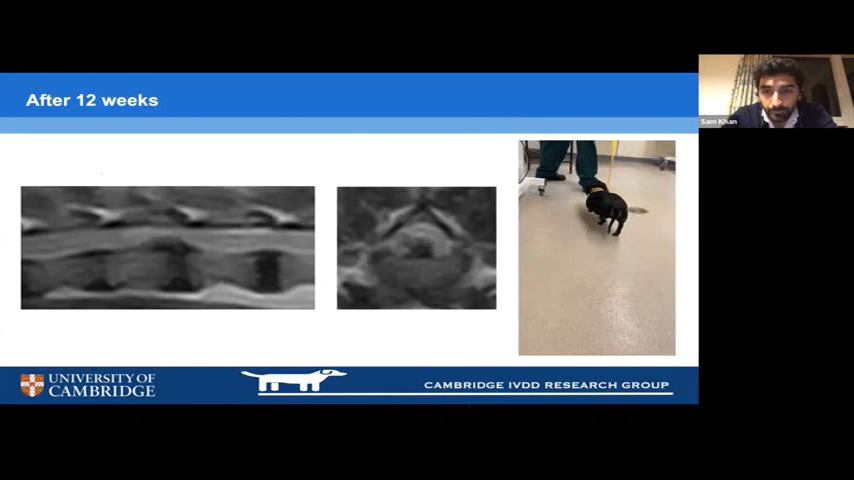 After 12 weeks
Sam Khan
UNIVERSITY OF
CAMBRIDGE
CAMBRIDGE IVDD RESEARCH GROUP